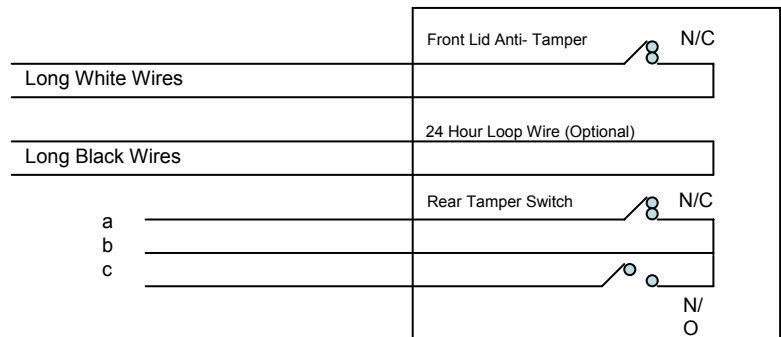 Front Lid Anti- Tamper
N/C
Long White Wires
24 Hour Loop Wire (Optional)
Long Black Wires
Rear Tamper Switch
N/C
a
b
c
N/
O